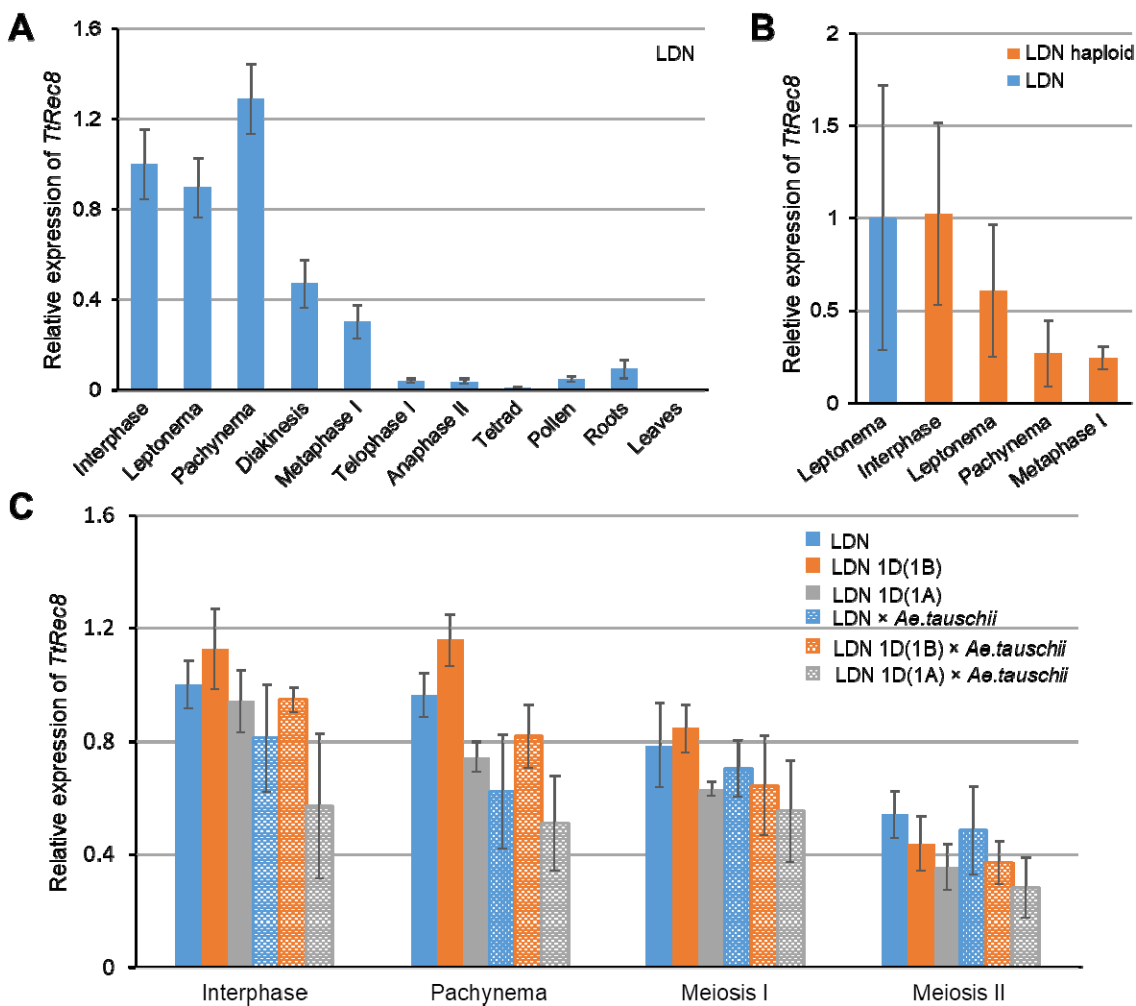 A
Relative expression of TtRec8
1.6
1.2
0.8
0.4
0
LDN
Interphase
Leptonema
Pachynema
Diakinesis
Metaphase I
Telophase I
Anaphase II
Tetrad
Pollen
Roots
Leaves
B
Reletive expression of TtRec8
2
1.5
1
0.5
0
LDN haploid
LDN
Leptonema
Interphase
Leptonema
Pachynema
Metaphase I
C
Relative expression of TtRec8
1.6
1.2
0.8
0.4
0
LDN
LDN 1D(1B)
LDN 1D(1A)
LDN × Ae.tauschii
LDN 1D(1B) × Ae.tauschii
LDN 1D(1A) × Ae.tauschii
Interphase
Pachynema
Meiosis I
Meiosis II